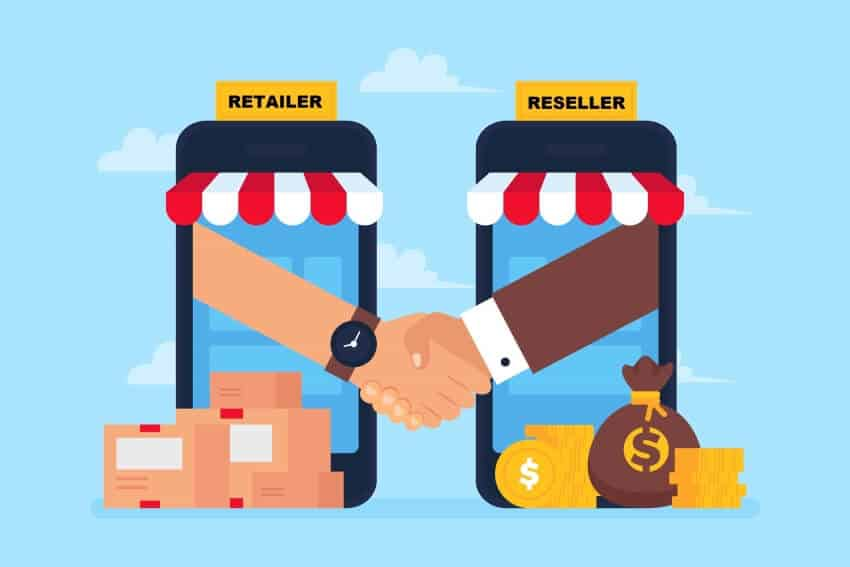 RETAILER
RESELLER
$
$